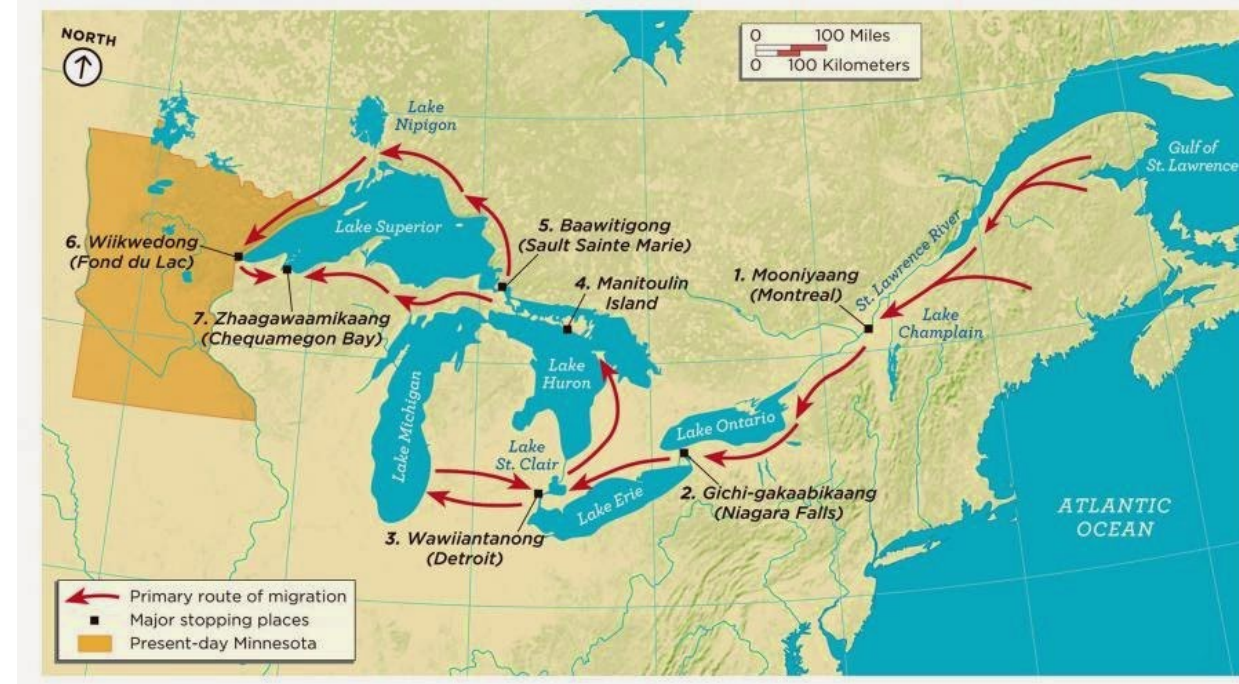 NORTH
0 100 Miles
0 100 Kilometers
Lake
Nipigon
Gulf of
St. Lawrence
Lake Superior
5. Baawitigong
(Sault Sainte Marie)
6. Wiikwedong
(Fond du Lac)
4. Manitoulin
Island
1. Mooniyaang
(Montreal)
St. Lawrence River
Lake
Champlain
7. Zhaagawaamikaang
(Chequamegon Bay)
Lake
Huron
Lake Michigan
Lake Ontario
Lake
St. Clair
Lake Erie
2. Gichi-gakaabikaang
(Niagara Falls)
3. Wawiiantanong
(Detroit)
ATLANTIC
OCEAN
Primary route of migration
Major stopping places
Present-day Minnesota